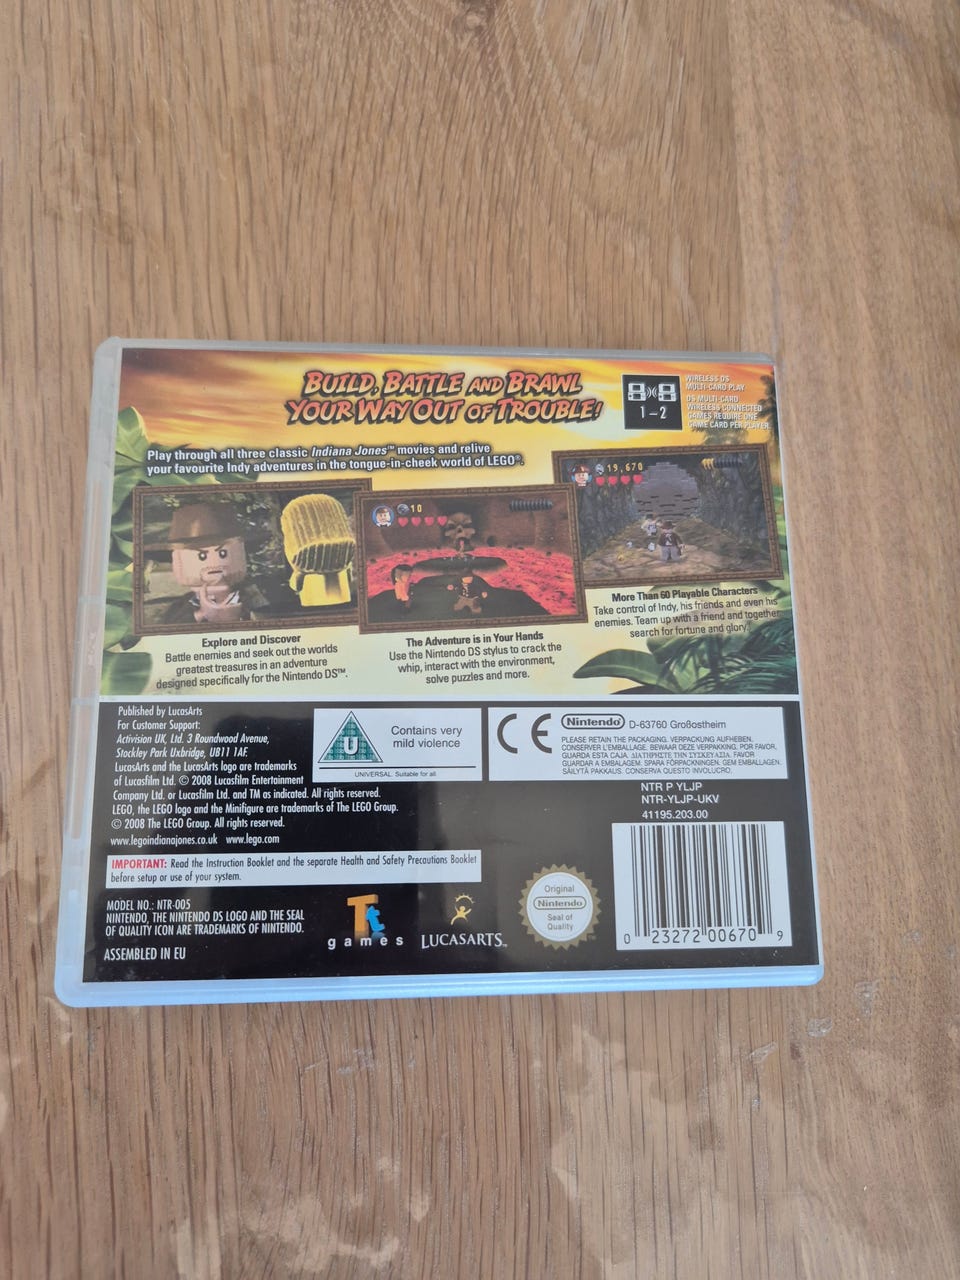 BUILD, BATTLE AND BRAWL
YOUR WAY OUT OF TROUBLE!
1-2
WIRELESS DS
MULTI-CARD PLAY
DS MULTI-CARD
WIRELESS CONNECTED
GAMES REQUIRE ONE
GAME CARD PER PLAYER
Play through all three classic Indiana Jones™ movies and relive
your favourite Indy adventures in the tongue-in-cheek world of LEGO®.
10
19,670
Explore and Discover
Battle enemies and seek out the worlds
greatest treasures in an adventure
designed specifically for the Nintendo DS™.
The Adventure is in Your Hands
Use the Nintendo DS stylus to crack the
whip, interact with the environment,
solve puzzles and more.
More Than 60 Playable Characters
Take control of Indy, his friends and even his
enemies. Team up with a friend and together
search for fortune and glory.
Published by LucasArts
For Customer Support:
Activision UK, Ltd. 3 Roundwood Avenue,
Stockley Park Uxbridge, UB11 1AF.
LucasArts and the LucasArts logo are trademarks
of Lucasfilm Ltd. © 2008 Lucasfilm Entertainment
Company Ltd. or Lucasfilm Ltd. and TM as indicated. All rights reserved.
LEGO, the LEGO logo and the Minifigure are trademarks of The LEGO Group.
© 2008 The LEGO Group. All rights reserved.
www.legoindianajones.co.uk www.lego.com
U
Contains very
mild violence
UNIVERSAL Suitable for all
CE
Nintendo D-63760 Großostheim
PLEASE RETAIN THE PACKAGING. VERPACKUNG AUFHEBEN.
CONSERVER L'EMBALLAGE. BEWAAR DEZE VERPAKKING. POR FAVOR,
GUARDA ESTA CAJA. ΔΙΑΤΗΡΗΣΤΕ ΤΗΝ ΣΥΣΚΕΥΑΣΙΑ. FAVOR
GUARDAR A EMBALAGEM. SPARA FÖRPACKNINGEN. GEM EMBALLAGEN.
SÄILYTÄ PAKKAUS. CONSERVA QUESTO INVOLUCRO.
NTR P YLJP
NTR-YLJP-UKV
41195.203.00
IMPORTANT: Read the Instruction Booklet and the separate Health and Safety Precautions Booklet
before setup or use of your system.
MODEL NO.: NTR-005
NINTENDO, THE NINTENDO DS LOGO AND THE SEAL
OF QUALITY ICON ARE TRADEMARKS OF NINTENDO.
ASSEMBLED IN EU
Tt
games
LUCASARTS™
Original
Nintendo
Seal of
Quality
TM
0 23272 00670 9